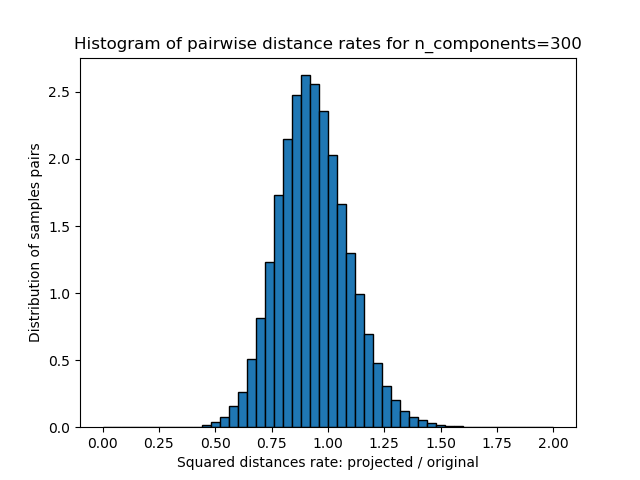 Histogram of pairwise distance rates for n_components=300
Distribution of samples pairs
2.5
2.0
1.5
1.0
0.5
0.0
0.00 0.25 0.50 0.75 1.00 1.25 1.50 1.75 2.00
Squared distances rate: projected / original